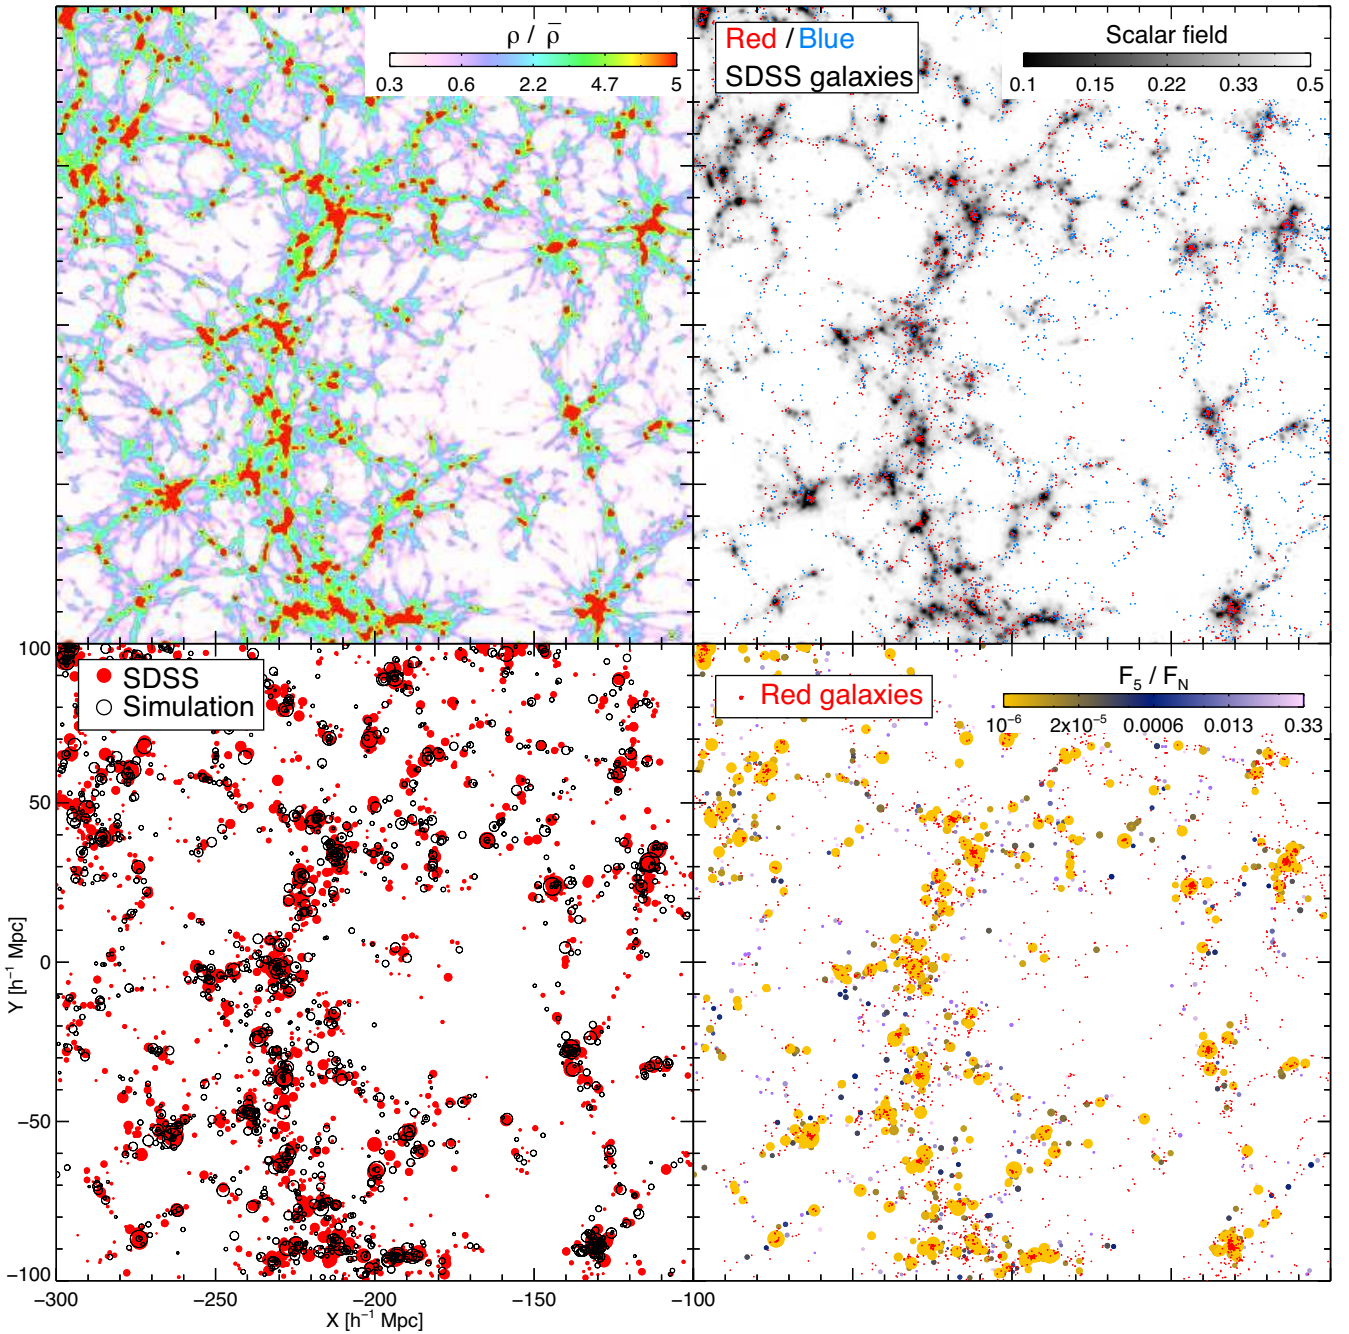 ρ / ρ̄
0.3 0.6 2.2 4.7 5
Red / Blue
SDSS galaxies
Scalar field
0.1 0.15 0.22 0.33 0.5
SDSS
Simulation
Red galaxies
F₅ / F_N
10⁻⁶ 2x10⁻⁵ 0.0006 0.013 0.33
100
50
0
−50
−100
Y [h⁻¹ Mpc]
−300 −250 −200 −150 −100
X [h⁻¹ Mpc]